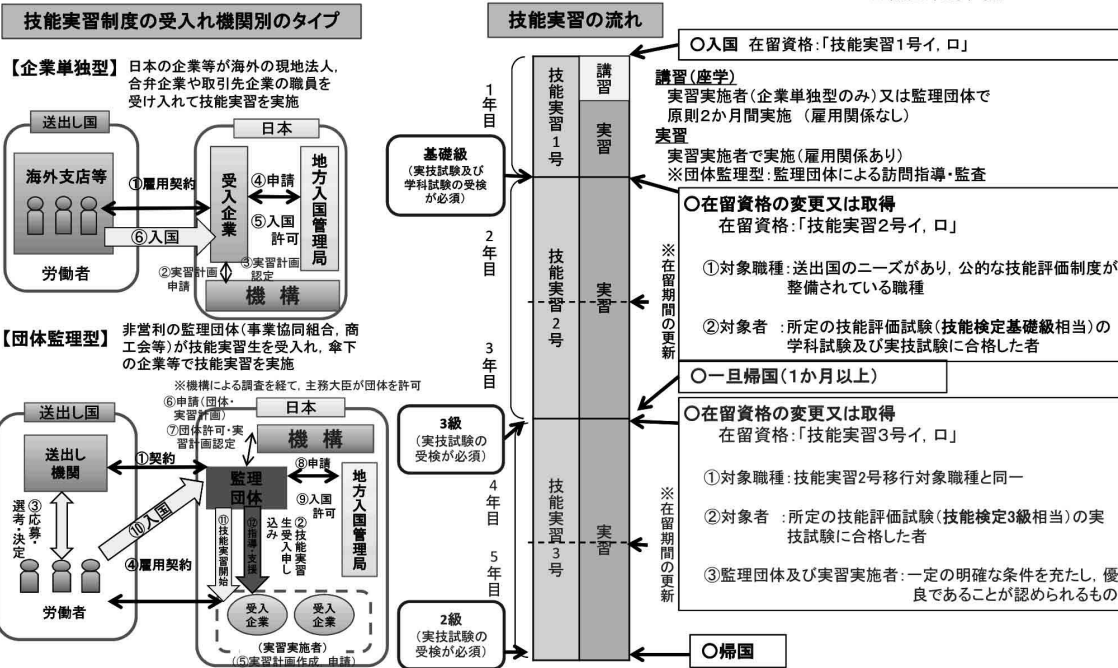 技能実習制度の受入れ機関別のタイプ
【企業単独型】
日本の企業等が海外の現地法人,
合弁企業や取引先企業の職員を
受け入れて技能実習を実施
送出し国
日本
海外支店等
労働者
①雇用契約
⑥入国
受入企業
④申請
⑤入国
許可
地方入国管理局
②実習計画
申請
③実習計画
認定
機構
【団体監理型】
非営利の監理団体(事業協同組合,商
工会等)が技能実習生を受入れ,傘下
の企業等で技能実習を実施
※機構による調査を経て,主務大臣が団体を許可
送出し国
日本
⑥申請(団体・
実習計画)
⑦団体許可・実
習計画認定
機構
送出し
機関
①契約
監理
団体
⑧申請
⑨入国
許可
地方入国管理局
③応募・
選考・決定
⑩入国
⑪技能実習開始
⑫指導・支援
②技能実習
生受入申し
込み
④雇用契約
労働者
受入
企業
受入
企業
(実習実施者)
(⑤実習計画作成 申請)
技能実習の流れ
1年目
2年目
3年目
4年目
5年目
技能実習1号
講習
実習
技能実習2号
実習
技能実習3号
実習
基礎級
(実技試験及び
学科試験の受検
が必須)
3級
(実技試験の
受検が必須)
2級
(実技試験の
受検が必須)
○入国 在留資格:「技能実習1号イ,ロ」
講習(座学)
実習実施者(企業単独型のみ)又は監理団体で
原則2か月間実施 (雇用関係なし)
実習
実習実施者で実施(雇用関係あり)
※団体監理型:監理団体による訪問指導・監査
※在留期間の更新
○在留資格の変更又は取得
在留資格:「技能実習2号イ,ロ」
①対象職種:送出国のニーズがあり,公的な技能評価制度が
整備されている職種
②対象者 :所定の技能評価試験(技能検定基礎級相当)の
学科試験及び実技試験に合格した者
○一旦帰国(1か月以上)
※在留期間の更新
○在留資格の変更又は取得
在留資格:「技能実習3号イ,ロ」
①対象職種:技能実習2号移行対象職種と同一
②対象者 :所定の技能評価試験(技能検定3級相当)の実
技試験に合格した者
③監理団体及び実習実施者:一定の明確な条件を充たし,優
良であることが認められるもの
○帰国